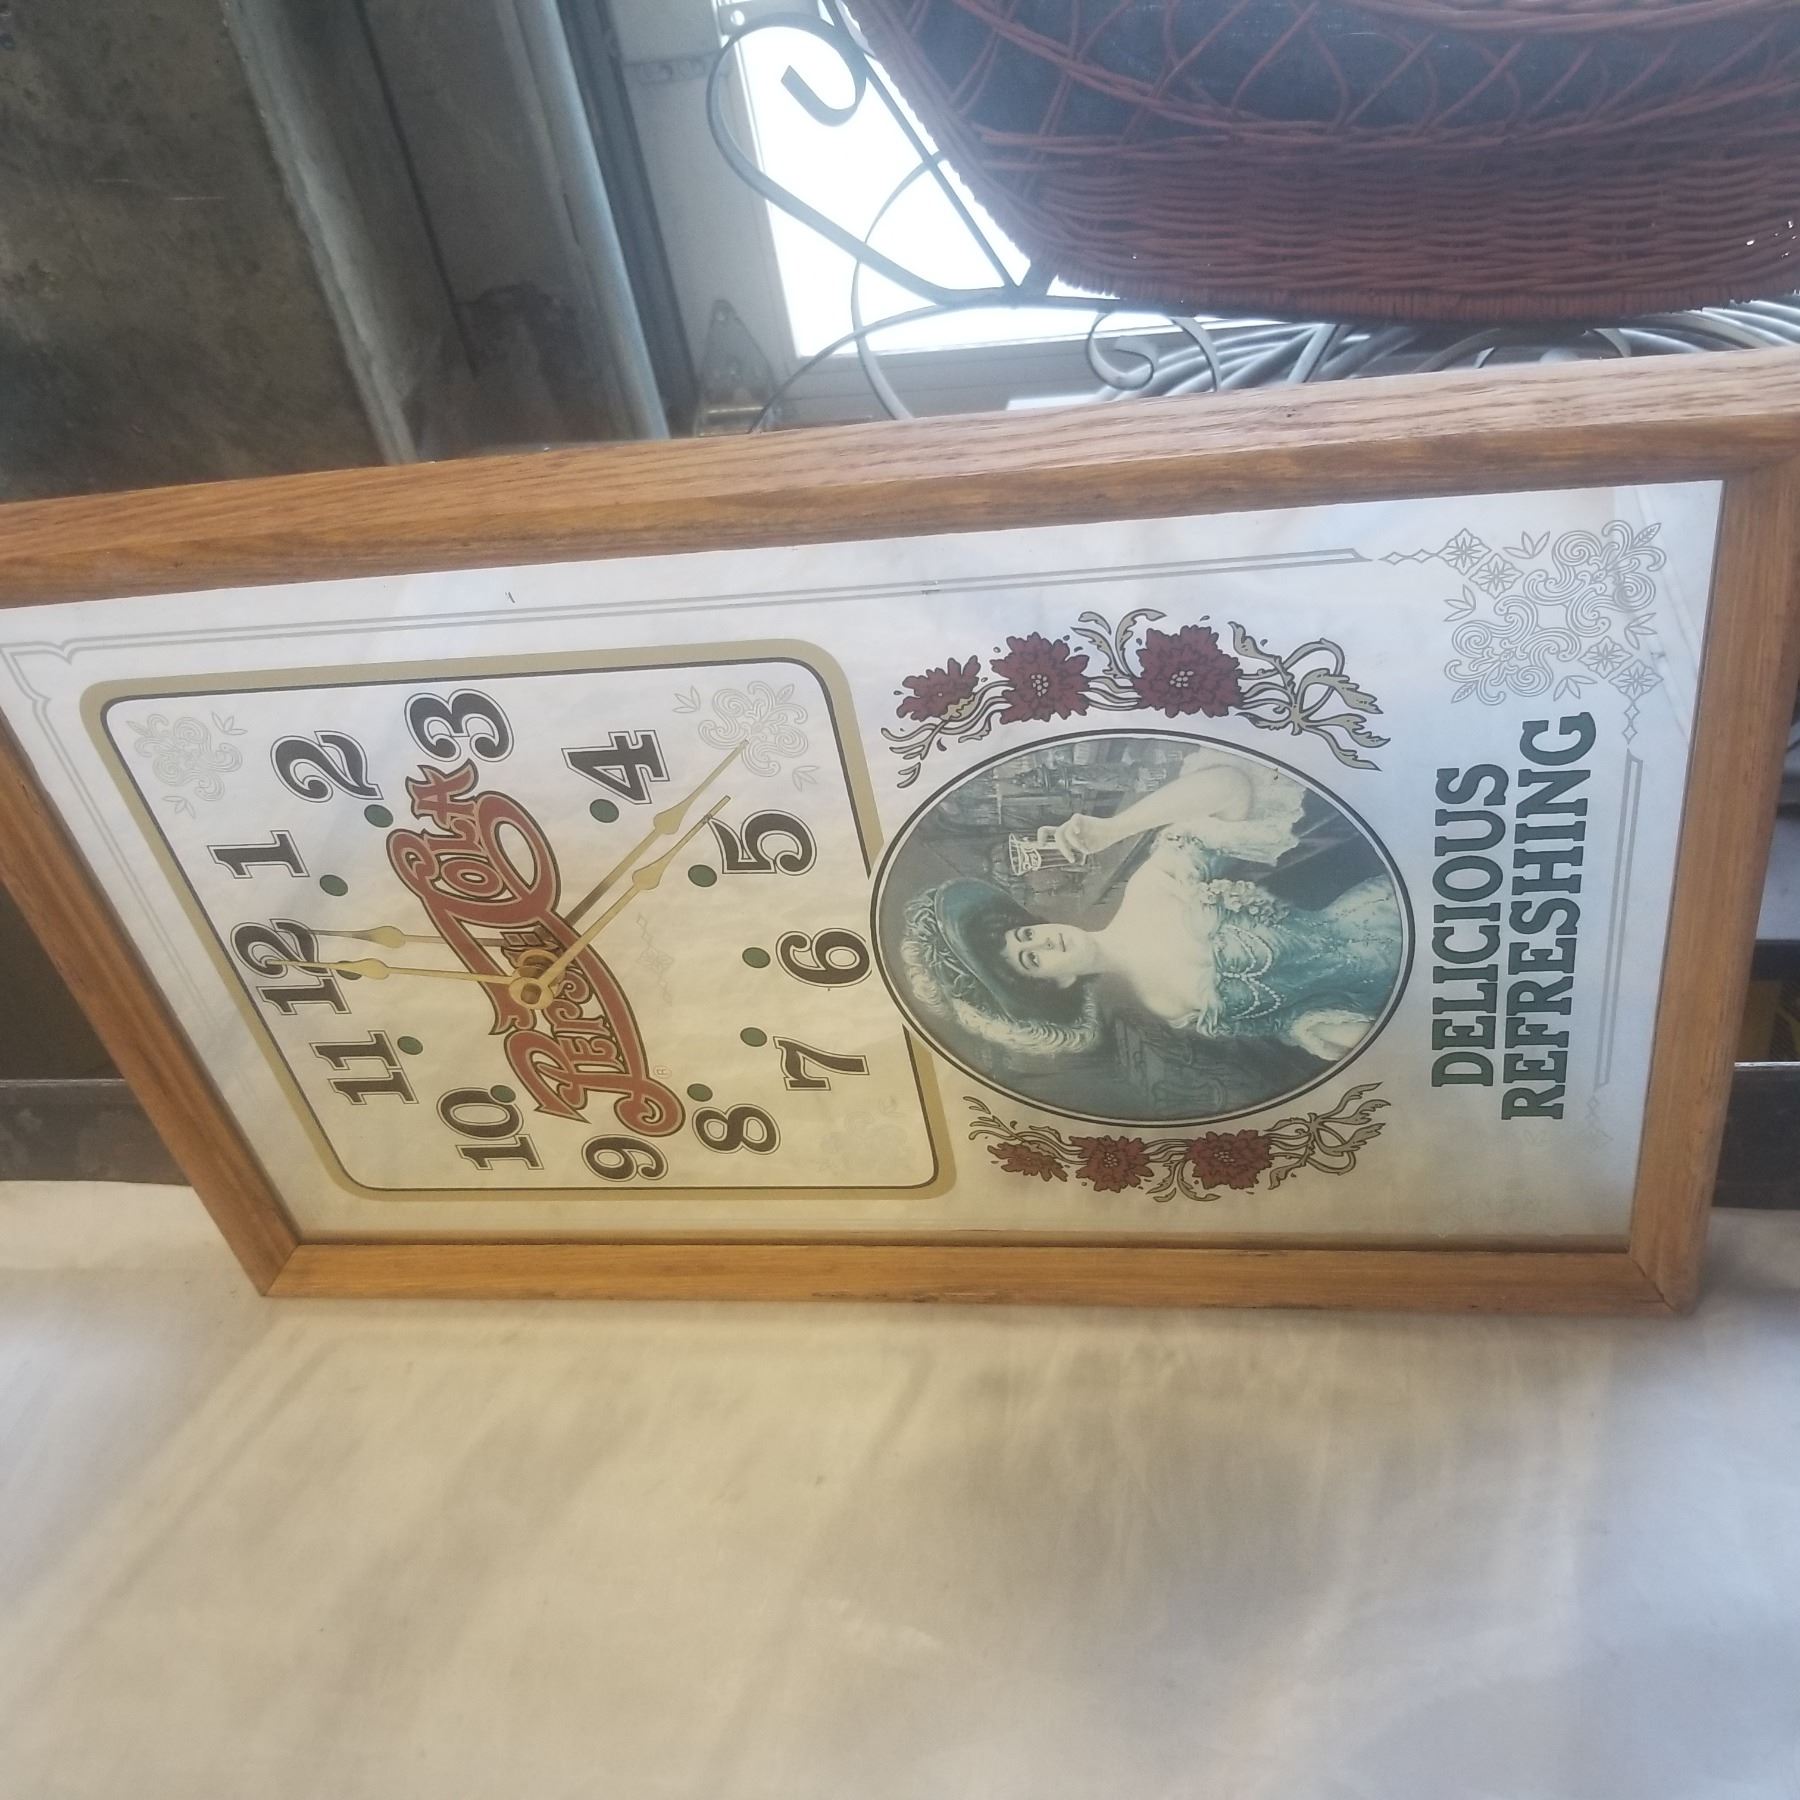 12
11 1
10 2
PEPSI=COLA
9 3
®
8 4
7 5
6
DELICIOUS
REFRESHING